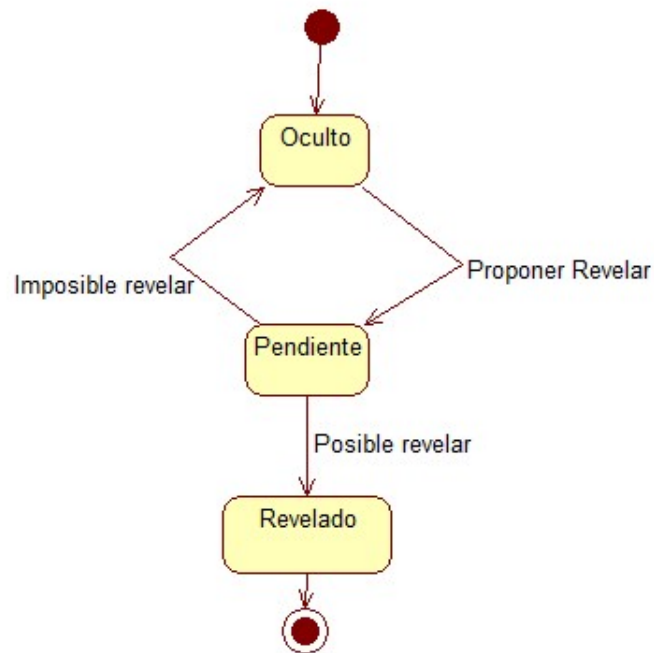 Oculto
Imposible revelar
Proponer Revelar
Pendiente
Posible revelar
Revelado